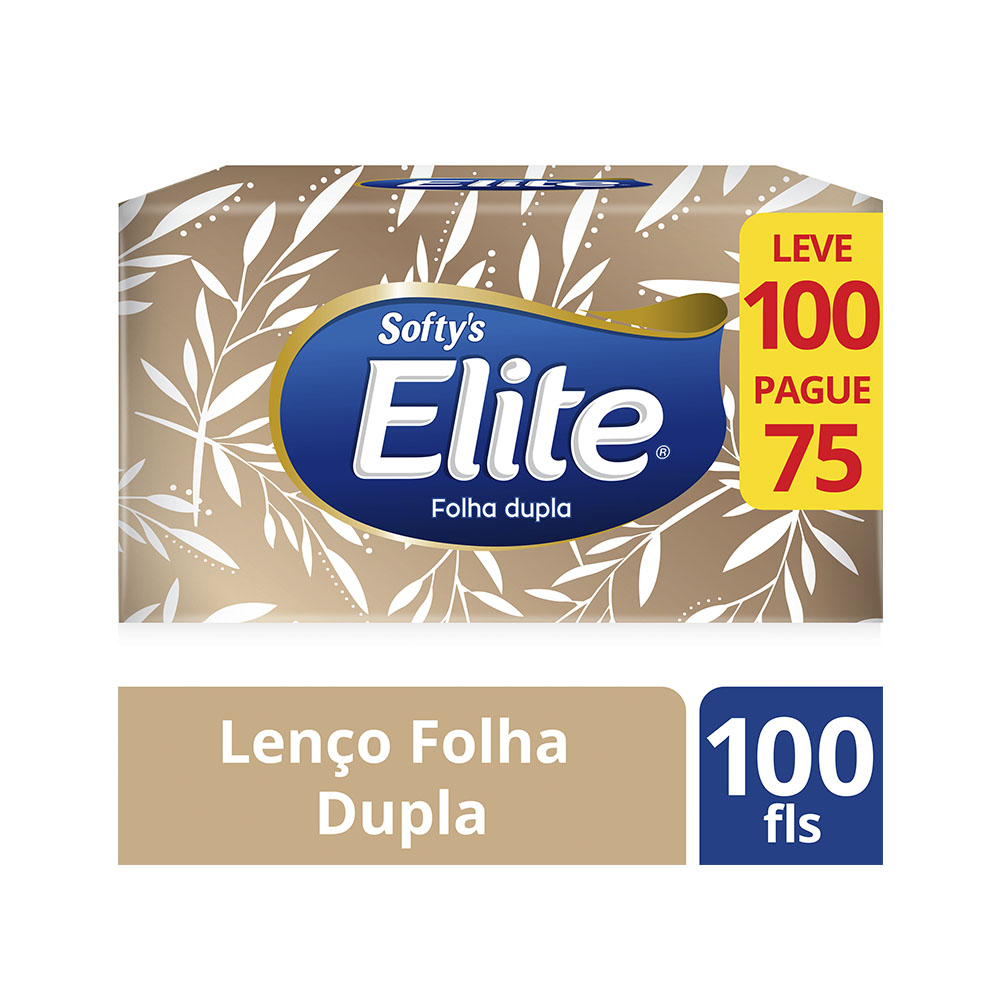 Elite
Softy's
Elite®
Folha dupla
LEVE
100
PAGUE
75
Lenço Folha
Dupla
100
fls